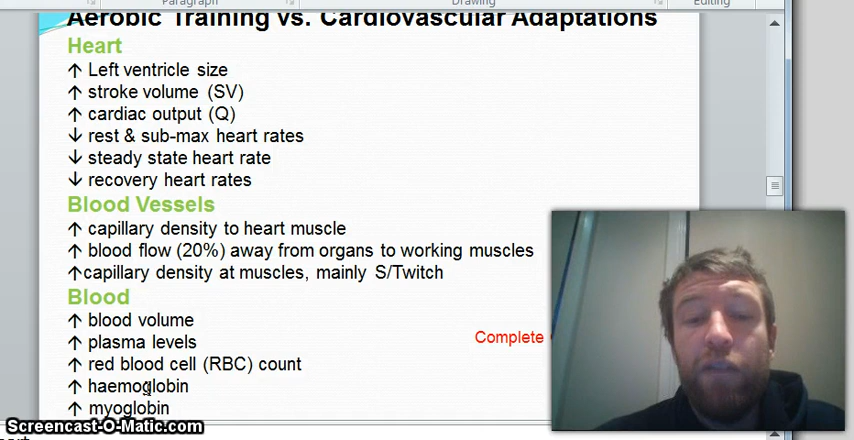 Paragraph
Drawing
Editing
Aerobic Training vs. Cardiovascular Adaptations
Heart
↑ Left ventricle size
↑ stroke volume (SV)
↑ cardiac output (Q)
↓ rest & sub-max heart rates
↓ steady state heart rate
↓ recovery heart rates
Blood Vessels
↑ capillary density to heart muscle
↑ blood flow (20%) away from organs to working muscles
↑capillary density at muscles, mainly S/Twitch
Blood
↑ blood volume
↑ plasma levels
Complete
↑ red blood cell (RBC) count
↑ haemoglobin
↑ myoglobin
Screencast-O-Matic.com